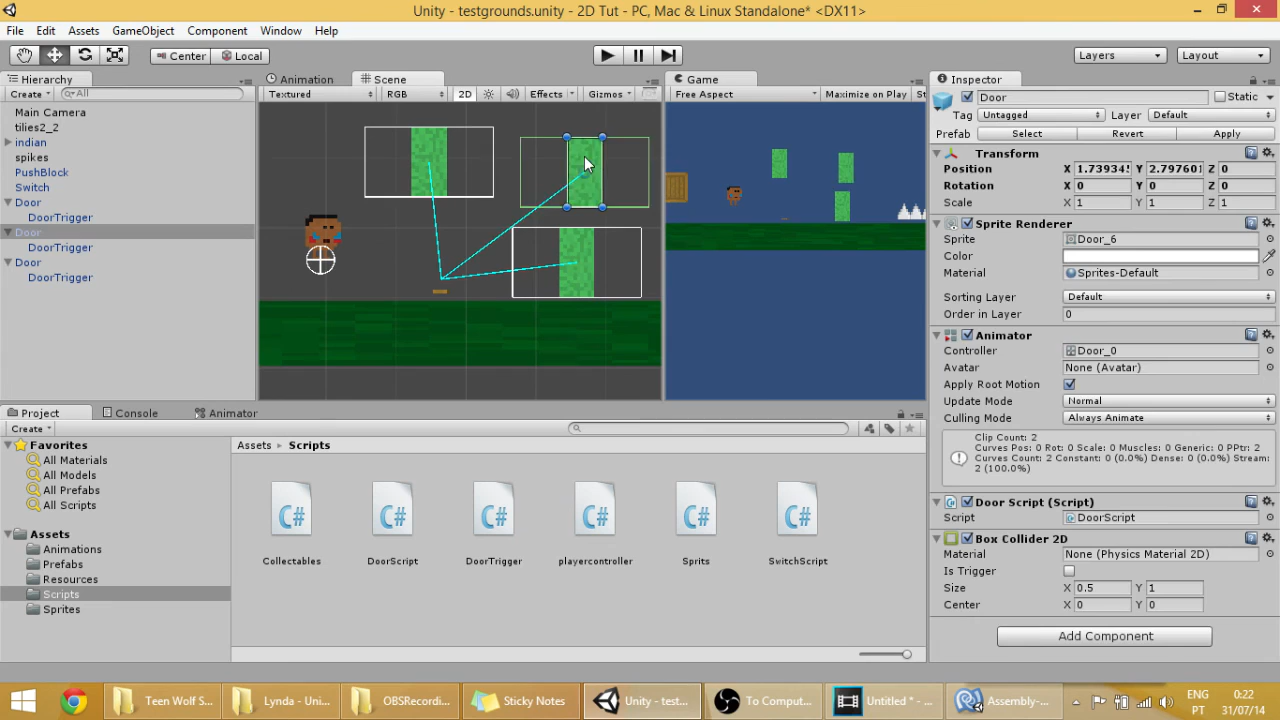 Unity - testgrounds.unity - 2D Tut - PC, Mac & Linux Standalone* <DX11>
File Edit Assets GameObject Component Window Help
Center Local Layers Layout
Hierarchy
Create All
Main Camera
tiles2_2
indian
spikes
PushBlock
Switch
Door
DoorTrigger
Door
DoorTrigger
Door
DoorTrigger
Animation Scene
Textured RGB 2D Effects Gizmos
Game
Free Aspect Maximize on Play
Inspector
Door Static
Tag Untagged Layer Default
Prefab Select Revert Apply
Transform
Position X 1.73934 Y 2.79760 Z 0
Rotation X 0 Y 0 Z 0
Scale X 1 Y 1 Z 1
Sprite Renderer
Sprite Door_6
Color
Material Sprites-Default
Sorting Layer Default
Order in Layer 0
Animator
Controller Door_0
Avatar None (Avatar)
Apply Root Motion
Update Mode Normal
Culling Mode Always Animate
Clip Count: 2
Curves Pos: 0 Rot: 0 Scale: 0 Muscles: 0 Generic: 0 PPtr: 2
Curves Count: 2 Constant: 0 (0.0%) Dense: 0 (0.0%) Stream:
2 (100.0%)
Door Script (Script)
Script DoorScript
Box Collider 2D
Material None (Physics Material 2D)
Is Trigger
Size X 0.5 Y 1
Center X 0 Y 0
Add Component
Project Console Animator
Create
Favorites
All Materials
All Models
All Prefabs
All Scripts
Assets
Animations
Prefabs
Resources
Scripts
Sprites
Assets Scripts
C# C# C# C# C# C#
Collectables DoorScript DoorTrigger playercontroller Sprits SwitchScript
Teen Wolf S... Lynda - Uni... OBSRecordi... Sticky Notes Unity - test... To Comput... Untitled * - ... Assembly-...
ENG 0:22
PT 31/07/14